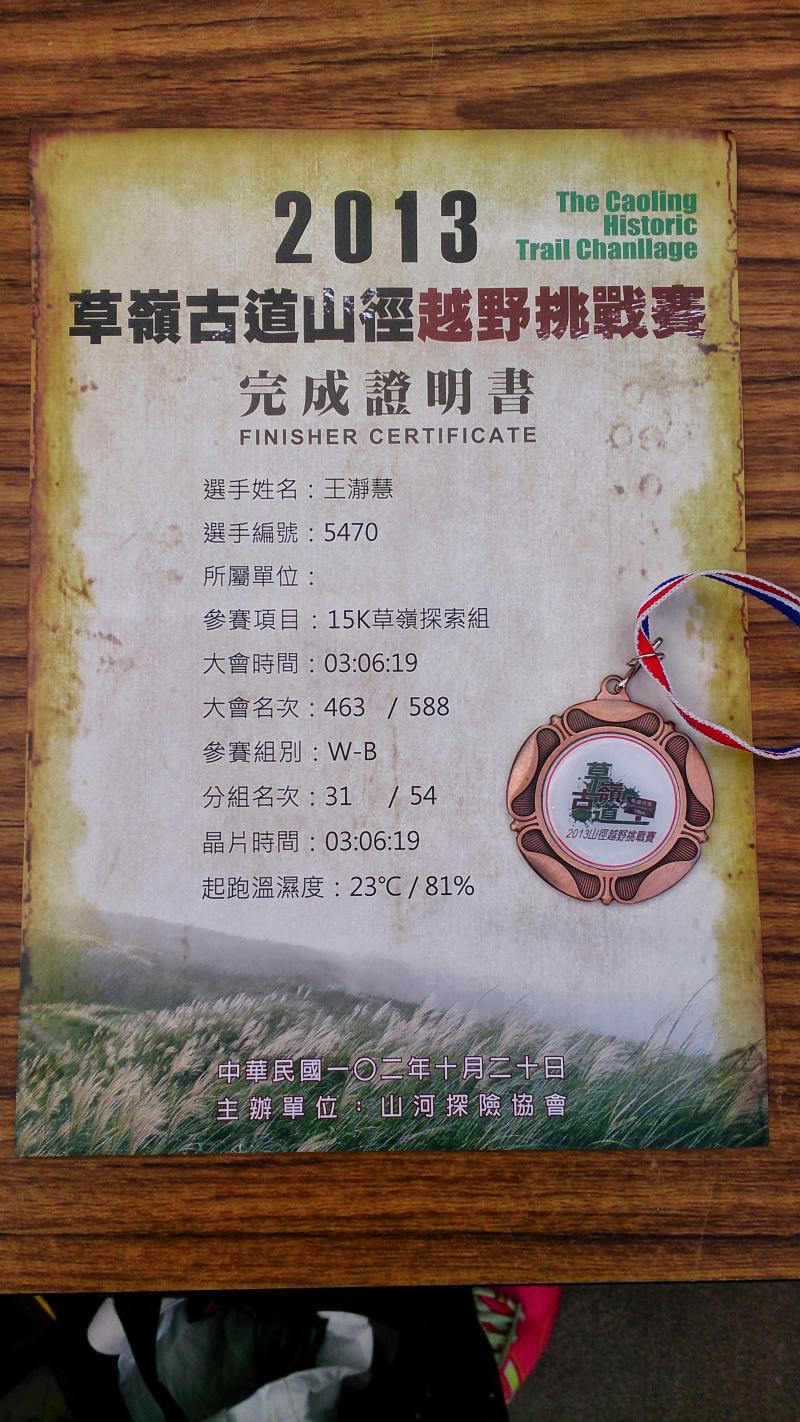 2013
The Caoling
Historic
Trail Chanllage
草嶺古道山徑越野挑戰賽
完成證明書
FINISHER CERTIFICATE
選手姓名：王瀞慧
選手編號：5470
所屬單位：
參賽項目：15K草嶺探索組
大會時間：03:06:19
大會名次：463 / 588
參賽組別：W-B
分組名次：31 / 54
晶片時間：03:06:19
起跑溫濕度：23℃ / 81%
草嶺
古道
2013山徑越野挑戰賽
中華民國一〇二年十月二十日
主辦單位：山河探險協會